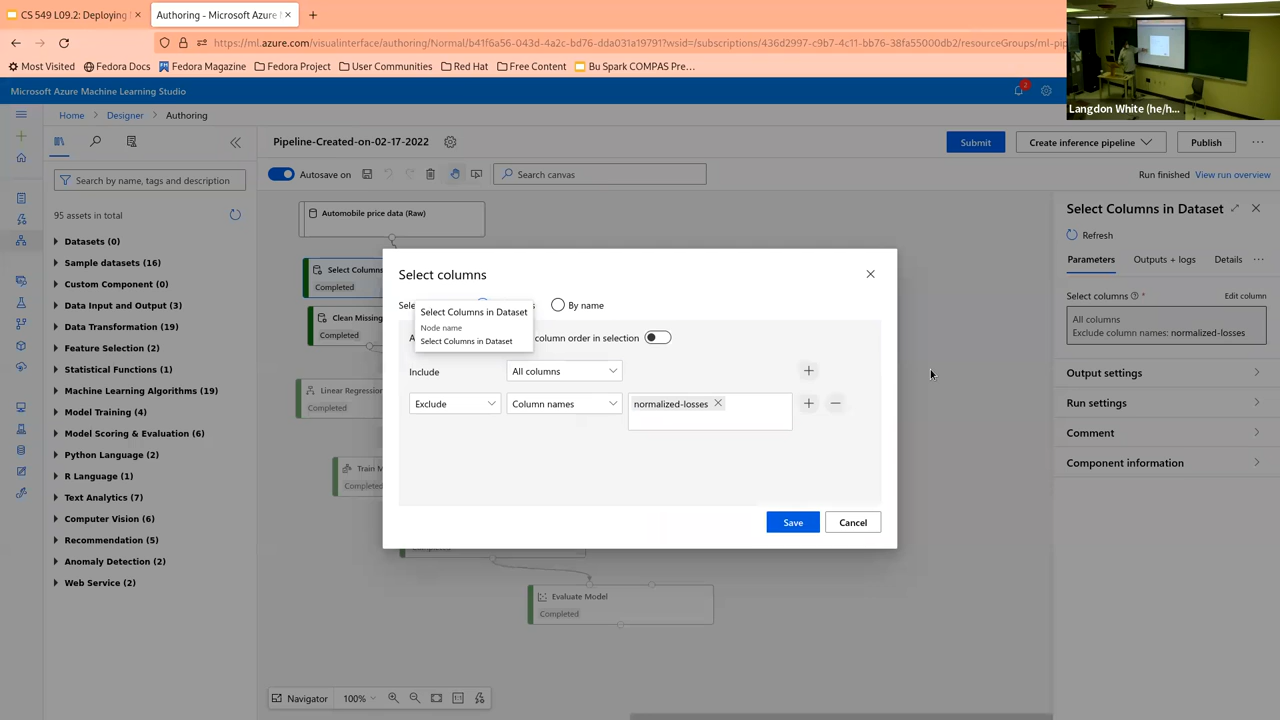 CS 549 L09.2: Deploying
Authoring - Microsoft Azure
https://ml.azure.com/visualinterface/authoring/Normal/b41f6a56-043d-4a2c-bd76-dda031a19791?wsid=/subscriptions/436d2997-c9b7-4c11-bb76-38fa55000db2/resourceGroups/ml-pip
Most Visited
Fedora Docs
Fedora Magazine
Fedora Project
User Communities
Red Hat
Free Content
Bu Spark COMPAS Pre…
Langdon White (he/h...
Microsoft Azure Machine Learning Studio
2
Home
Designer
Authoring
Search by name, tags and description
95 assets in total
Datasets (0)
Sample datasets (16)
Custom Component (0)
Data Input and Output (3)
Data Transformation (19)
Feature Selection (2)
Statistical Functions (1)
Machine Learning Algorithms (19)
Model Training (4)
Model Scoring & Evaluation (6)
Python Language (2)
R Language (1)
Text Analytics (7)
Computer Vision (6)
Recommendation (5)
Anomaly Detection (2)
Web Service (2)
Pipeline-Created-on-02-17-2022
Submit
Create inference pipeline
Publish
Autosave on
Search canvas
Run finished
View run overview
Automobile price data (Raw)
Select Columns
Completed
Clean Missing
Completed
Linear Regression
Completed
Train M
Completed
Evaluate Model
Completed
Navigator
100%
Select columns
Sele
By name
Select Columns in Dataset
Node name
Select Columns in Dataset
column order in selection
Include
All columns
Exclude
Column names
normalized-losses
Save
Cancel
Select Columns in Dataset
Refresh
Parameters
Outputs + logs
Details
Select columns
*
Edit column
All columns
Exclude column names: normalized-losses
Output settings
Run settings
Comment
Component information